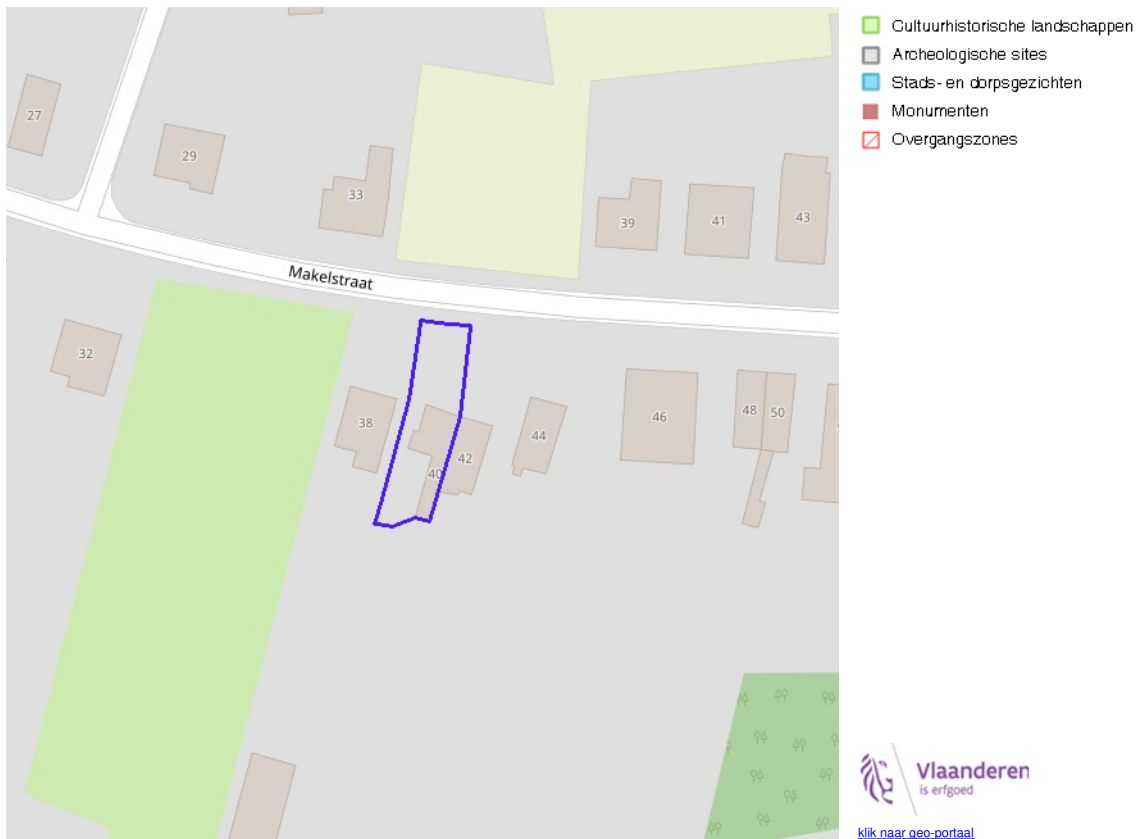 27
29
33
39
41
43
Makelstraat
32
38
40
42
44
46
48
50
Cultuurhistorische landschappen
Archeologische sites
Stads- en dorpsgezichten
Monumenten
Overgangszones
Vlaanderen
is erfgoed
klik naar geo-portaal